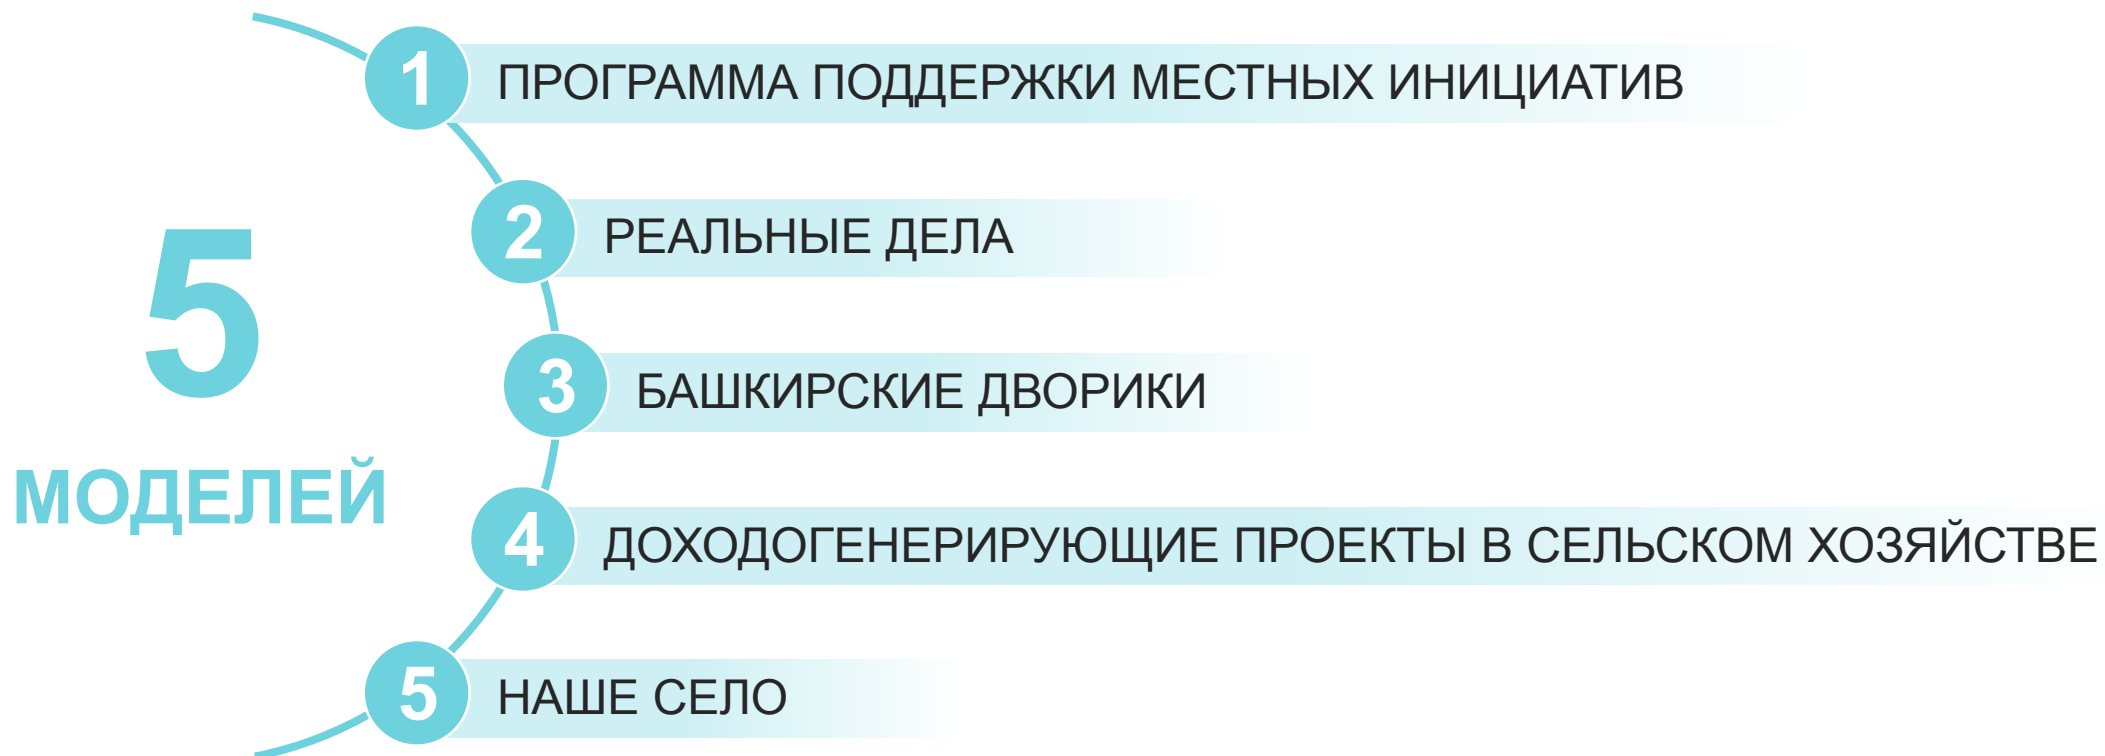 5
МОДЕЛЕЙ
1 ПРОГРАММА ПОДДЕРЖКИ МЕСТНЫХ ИНИЦИАТИВ
2 РЕАЛЬНЫЕ ДЕЛА
3 БАШКИРСКИЕ ДВОРИКИ
4 ДОХОДОГЕНЕРИРУЮЩИЕ ПРОЕКТЫ В СЕЛЬСКОМ ХОЗЯЙСТВЕ
5 НАШЕ СЕЛО